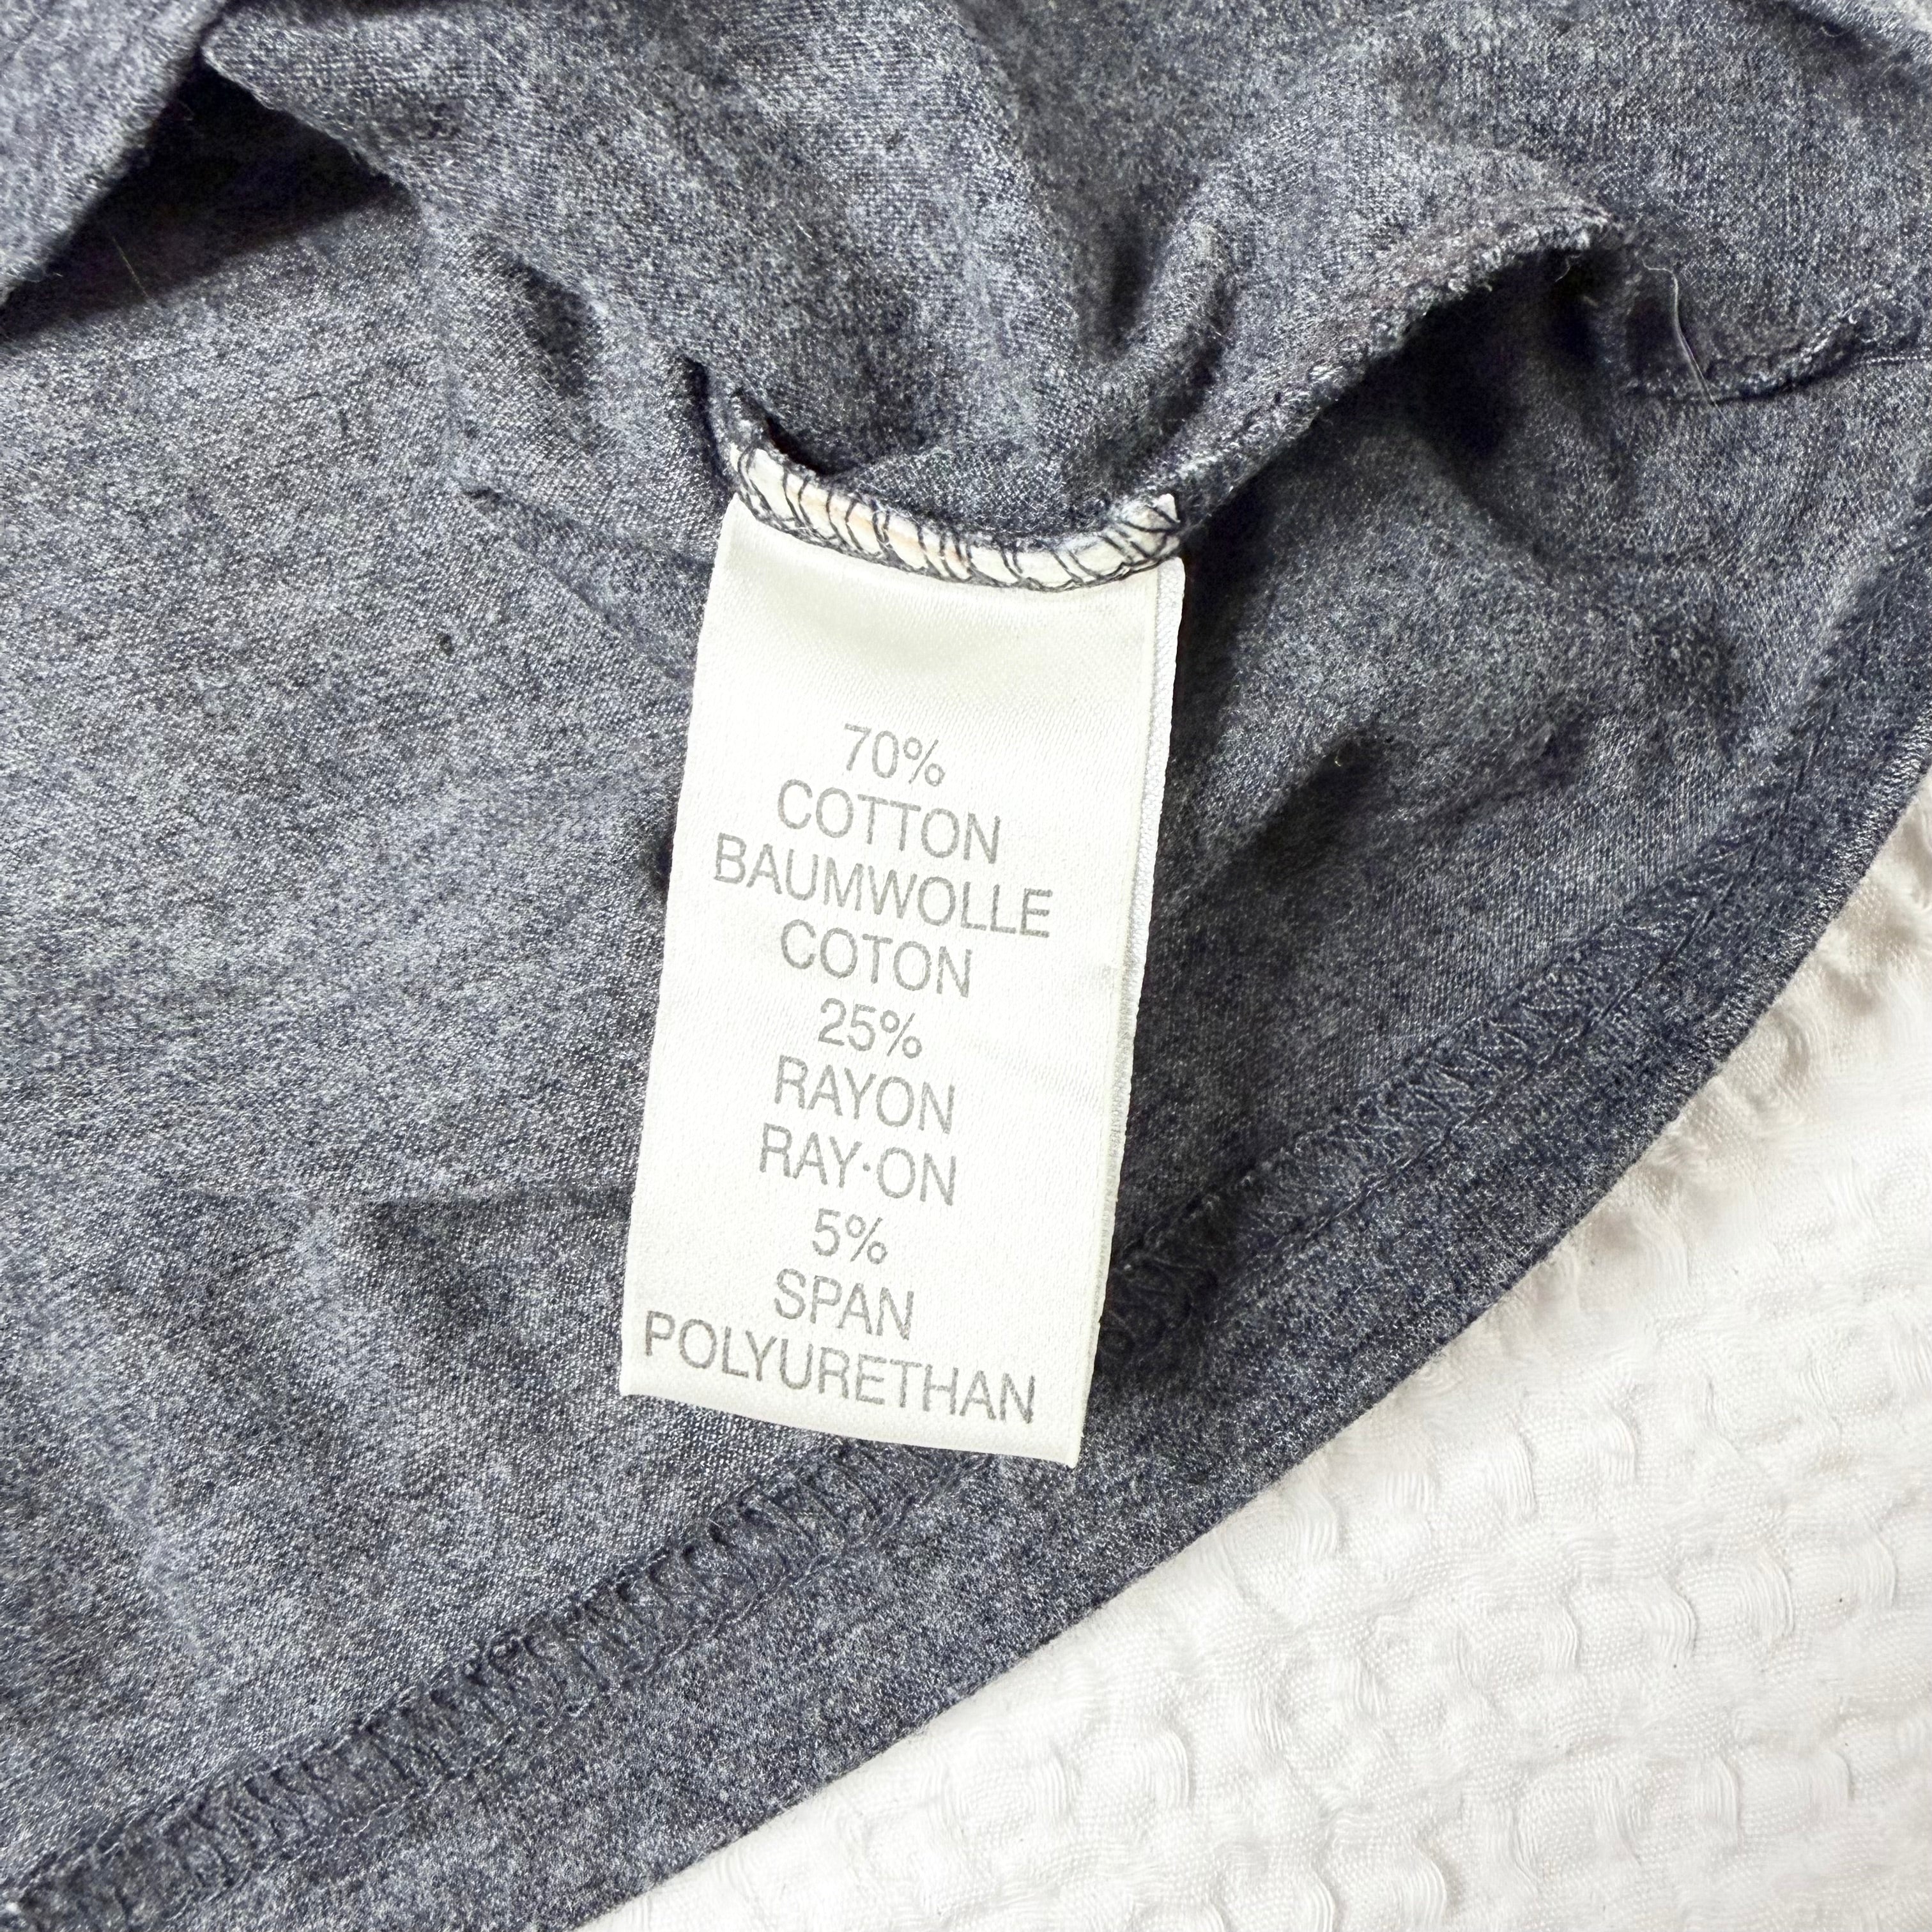 70%
COTTON
BAUMWOLLE
COTON
25%
RAYON
RAY·ON
5%
SPAN
POLYURETHAN